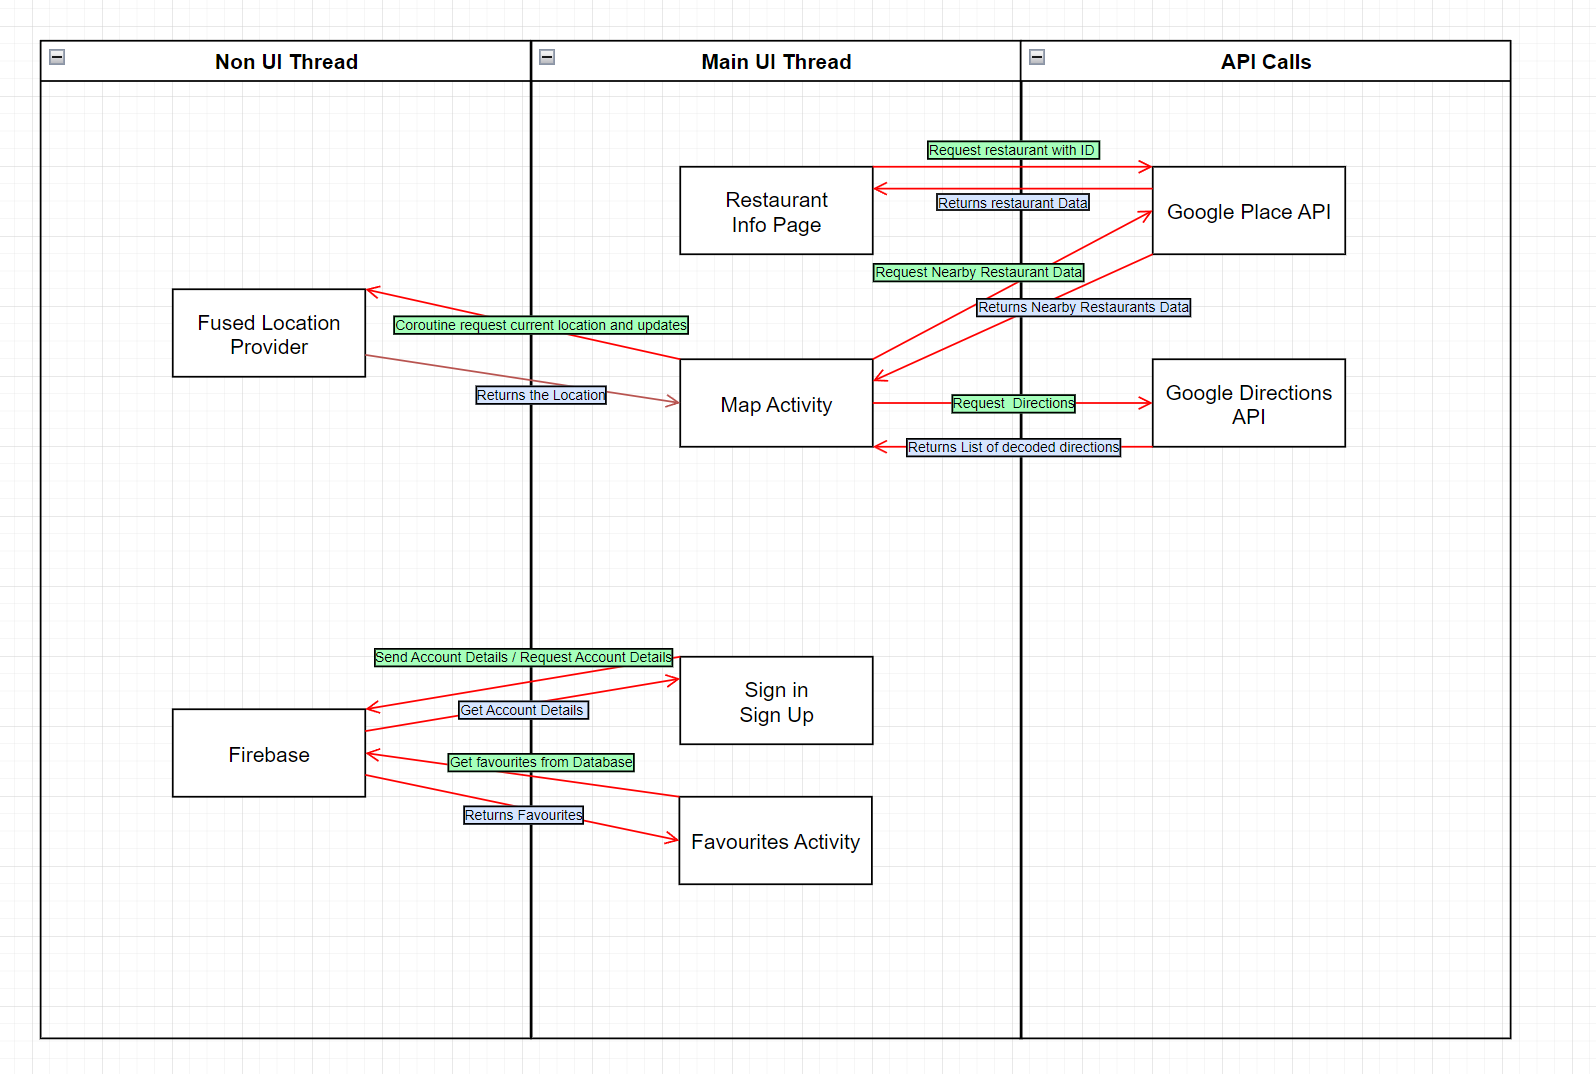 Non UI Thread
Main UI Thread
API Calls
Request restaurant with ID
Restaurant
Info Page
Returns restaurant Data
Google Place API
Request Nearby Restaurant Data
Returns Nearby Restaurants Data
Fused Location
Provider
Coroutine request current location and updates
Returns the Location
Map Activity
Request  Directions
Google Directions
API
Returns List of decoded directions
Send Account Details / Request Account Details
Sign in
Sign Up
Get Account Details
Firebase
Get favourites from Database
Returns Favourites
Favourites Activity